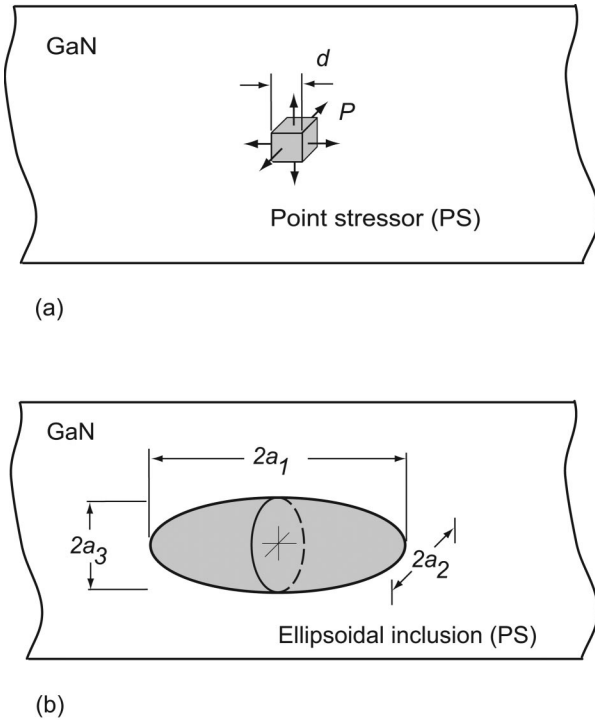 GaN
d
P
Point stressor (PS)
(a)
GaN
2a1
2a3
2a2
Ellipsoidal inclusion (PS)
(b)